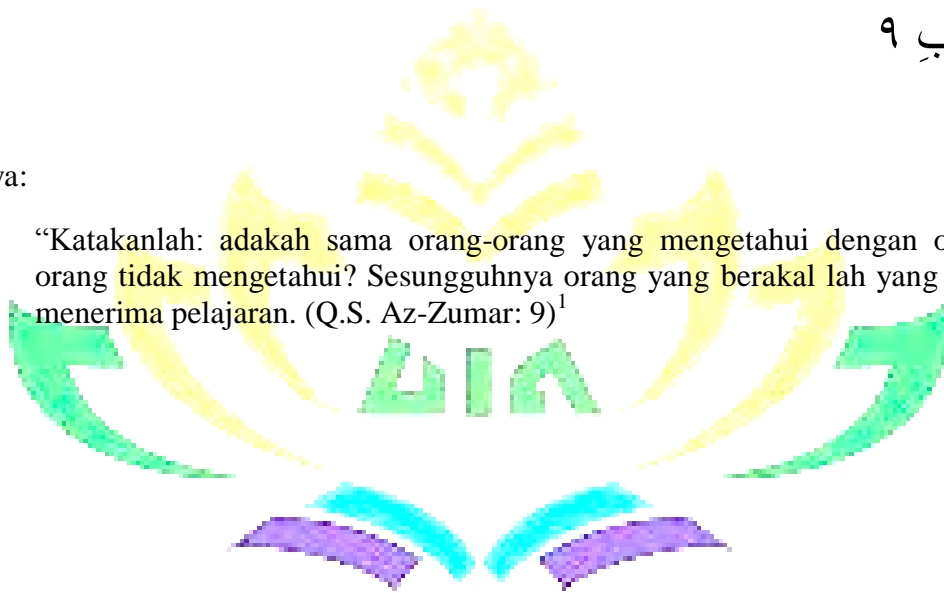 بِ ٩
ya:
“Katakanlah: adakah sama orang-orang yang mengetahui dengan
orang tidak mengetahui? Sesungguhnya orang yang berakal lah yang
menerima pelajaran. (Q.S. Az-Zumar: 9)¹
UIN